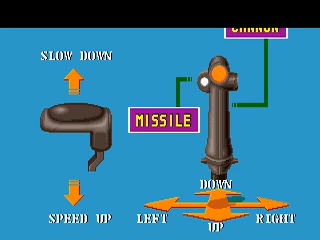 CANNON
SLOW DOWN
MISSILE
DOWN
SPEED UP
LEFT
RIGHT
UP